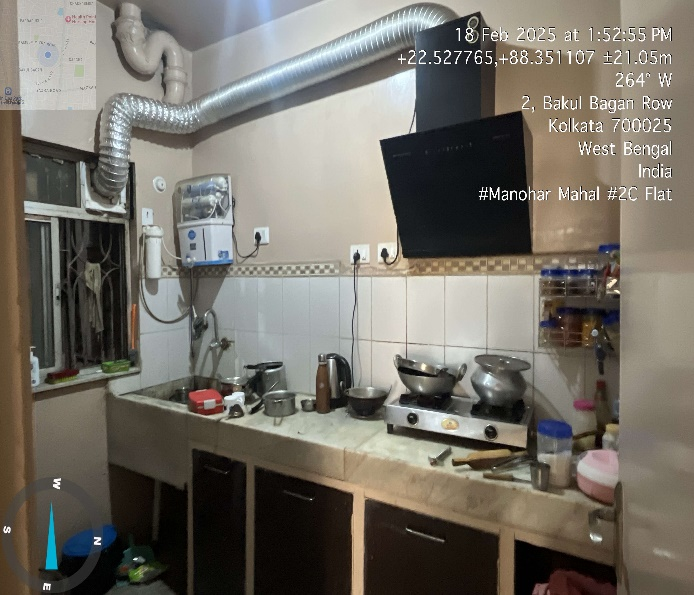 18 Feb 2025 at 1:52:55 PM
+22.527765,+88.351107 ±21.05m
264° W
2, Bakul Bagan Row
Kolkata 700025
West Bengal
India
#Manohar Mahal #2C Flat
W
S
N
E